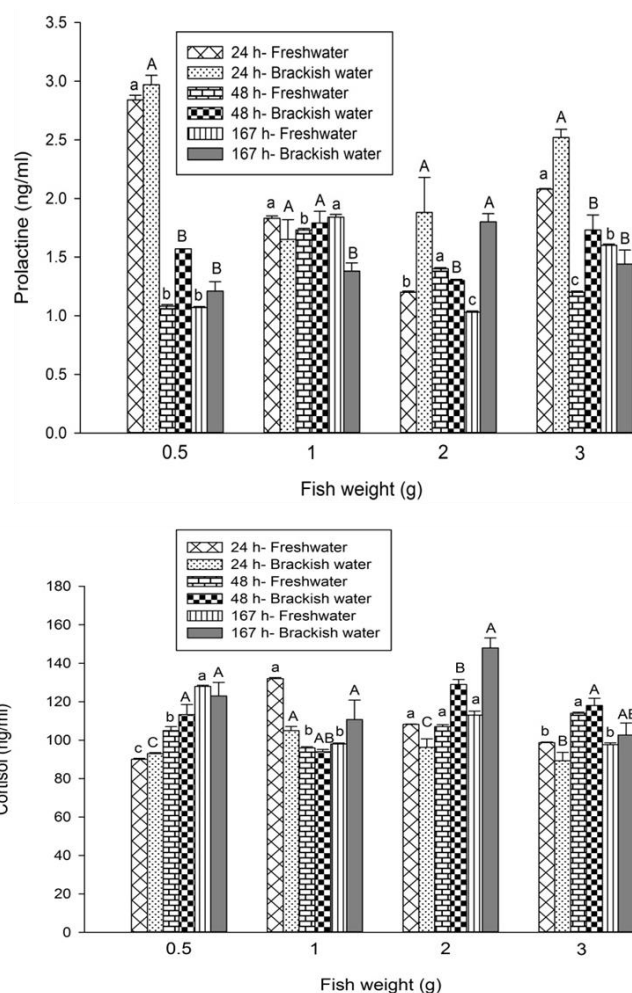 3.5
3.0
2.5
2.0
1.5
1.0
0.5
0.0
Prolactine (ng/ml)
24 h- Freshwater
24 h- Brackish water
48 h- Freshwater
48 h- Brackish water
167 h- Freshwater
167 h- Brackish water
a A b B b B
a A b A a B
b A a B c A
a A c B b B
0.5 1 2 3
Fish weight (g)
24 h- Freshwater
24 h- Brackish water
48 h- Freshwater
48 h- Brackish water
167 h- Freshwater
167 h- Brackish water
180
160
140
120
100
80
60
40
20
0
Cortisol (ng/ml)
c C b A a A
a A b AB b A
a C a B a A
b B a A b AB
0.5 1 2 3
Fish weight (g)